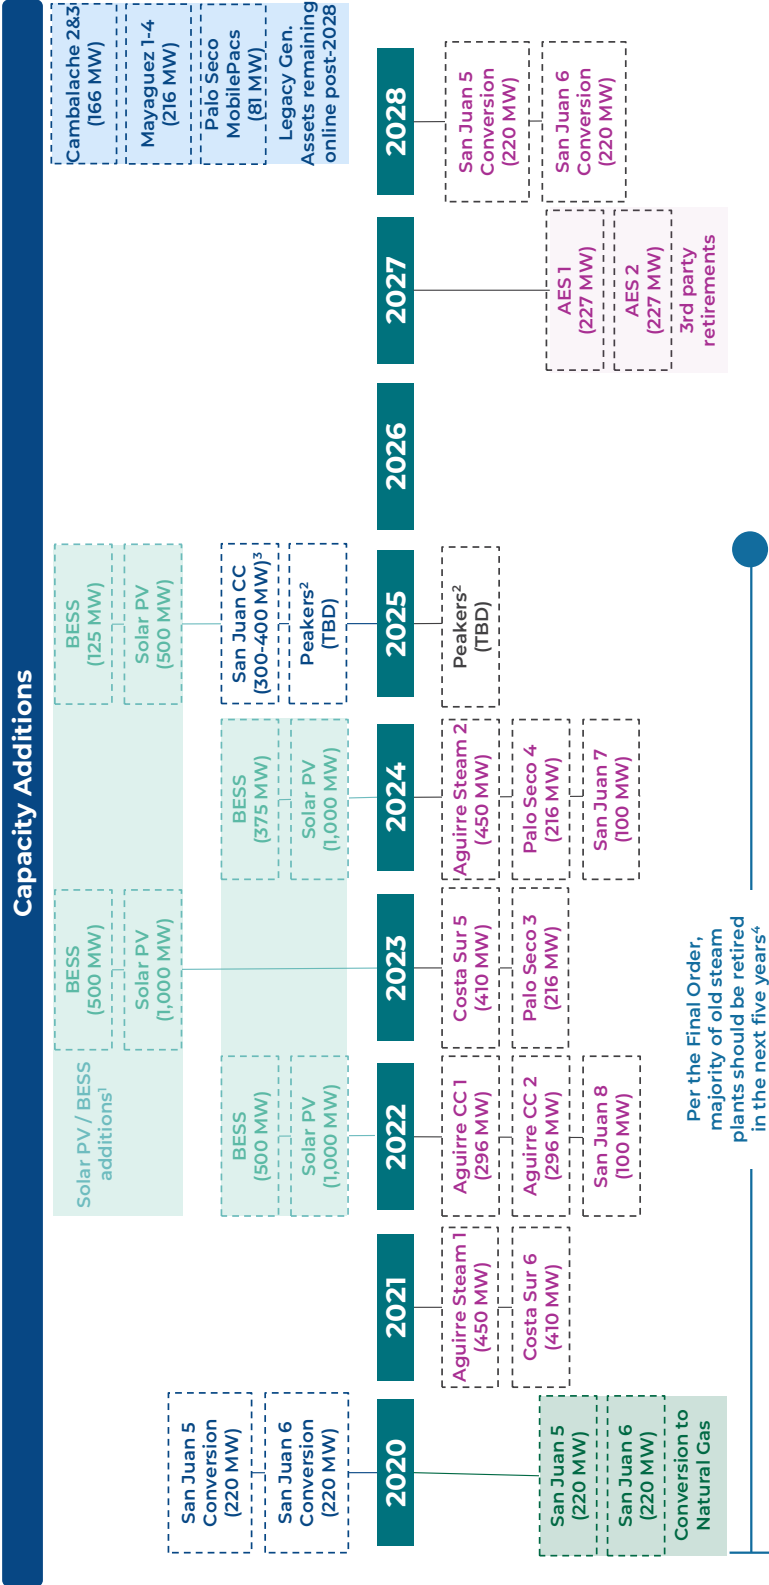 Capacity Additions
San Juan 5
Conversion
(220 MW)
San Juan 6
Conversion
(220 MW)
Solar PV / BESS
additions¹
BESS
(500 MW)
Solar PV
(1,000 MW)
BESS
(500 MW)
Solar PV
(1,000 MW)
BESS
(375 MW)
Solar PV
(1,000 MW)
BESS
(125 MW)
Solar PV
(500 MW)
San Juan CC
(300-400 MW)³
Peakers²
(TBD)
Cambalache 2&3
(166 MW)
Mayaguez 1-4
(216 MW)
Palo Seco
MobilePacs
(81 MW)
Legacy Gen.
Assets remaining
online post-2028
2020
2021
2022
2023
2024
2025
2026
2027
2028
San Juan 5
(220 MW)
San Juan 6
(220 MW)
Conversion to
Natural Gas
Aguirre Steam 1
(450 MW)
Costa Sur 6
(410 MW)
Aguirre CC 1
(296 MW)
Aguirre CC 2
(296 MW)
San Juan 8
(100 MW)
Costa Sur 5
(410 MW)
Palo Seco 3
(216 MW)
Aguirre Steam 2
(450 MW)
Palo Seco 4
(216 MW)
San Juan 7
(100 MW)
Peakers²
(TBD)
AES 1
(227 MW)
AES 2
(227 MW)
3rd party
retirements
San Juan 5
Conversion
(220 MW)
San Juan 6
Conversion
(220 MW)
Per the Final Order,
majority of old steam
plants should be retired
in the next five years⁴